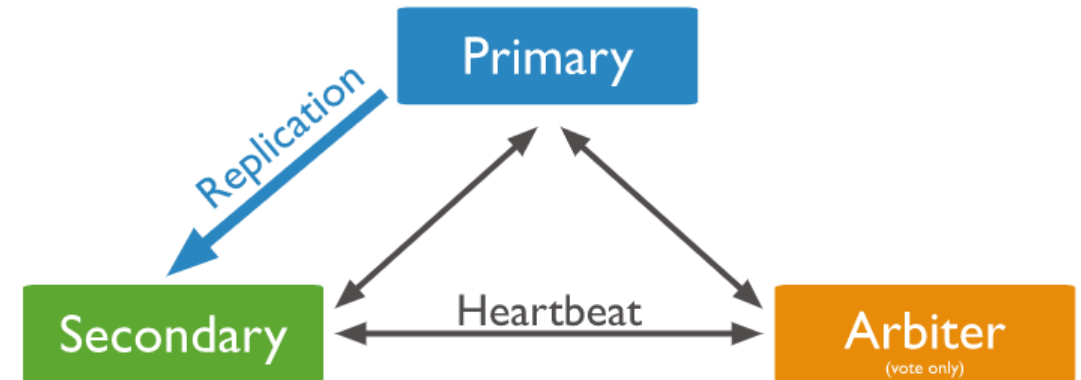 Primary
Replication
Heartbeat
Secondary
Arbiter
(vote only)